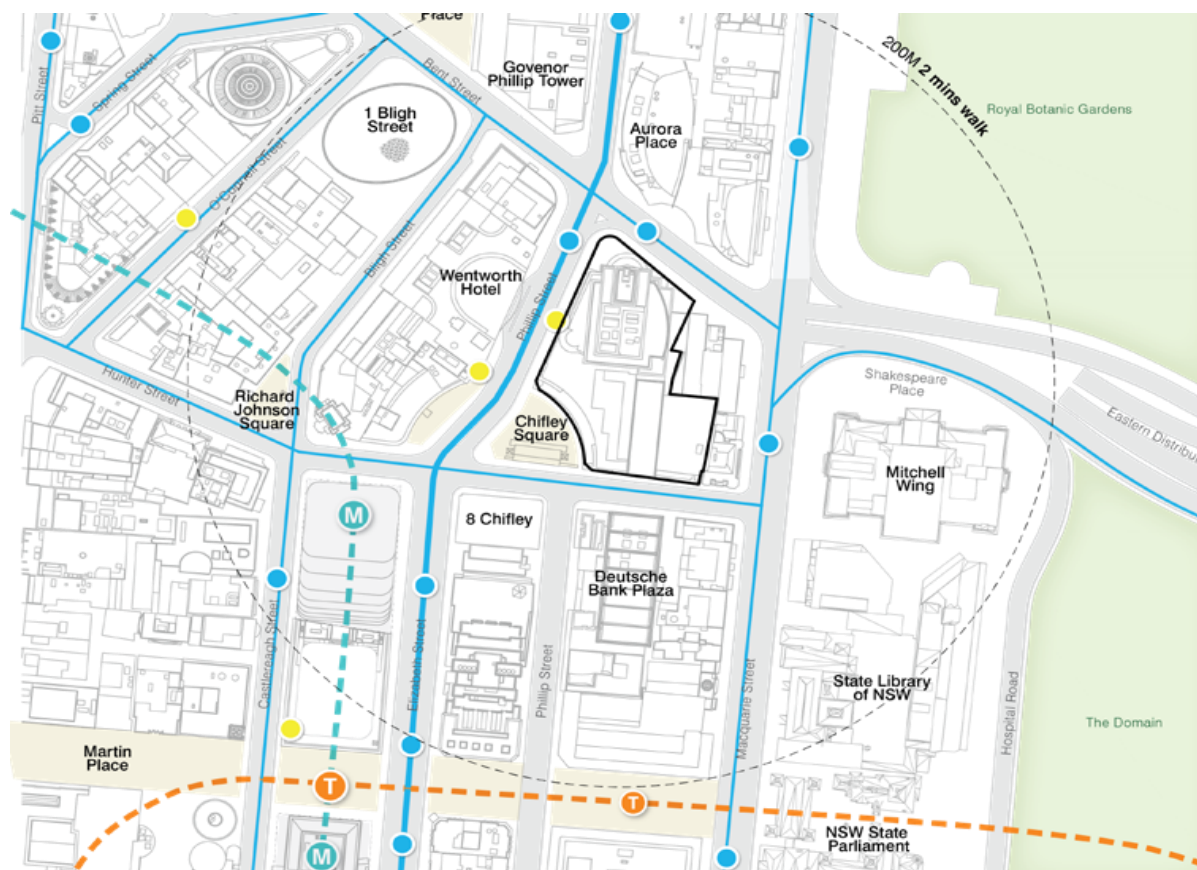 Place
Govenor
Phillip Tower
Bent Street
Pitt Street
Spring Street
200M 2 mins walk
Royal Botanic Gardens
1 Bligh
Street
Aurora
Place
O'Connell Street
Bligh Street
Wentworth
Hotel
Phillip Street
Hunter Street
Richard
Johnson
Square
Chifley
Square
Shakespeare
Place
Eastern Distribu
Mitchell
Wing
M
8 Chifley
Deutsche
Bank Plaza
Castlereagh Street
Elizabeth Street
Phillip Street
Macquarie Street
State Library
of NSW
Hospital Road
The Domain
Martin
Place
T
T
NSW State
Parliament
M